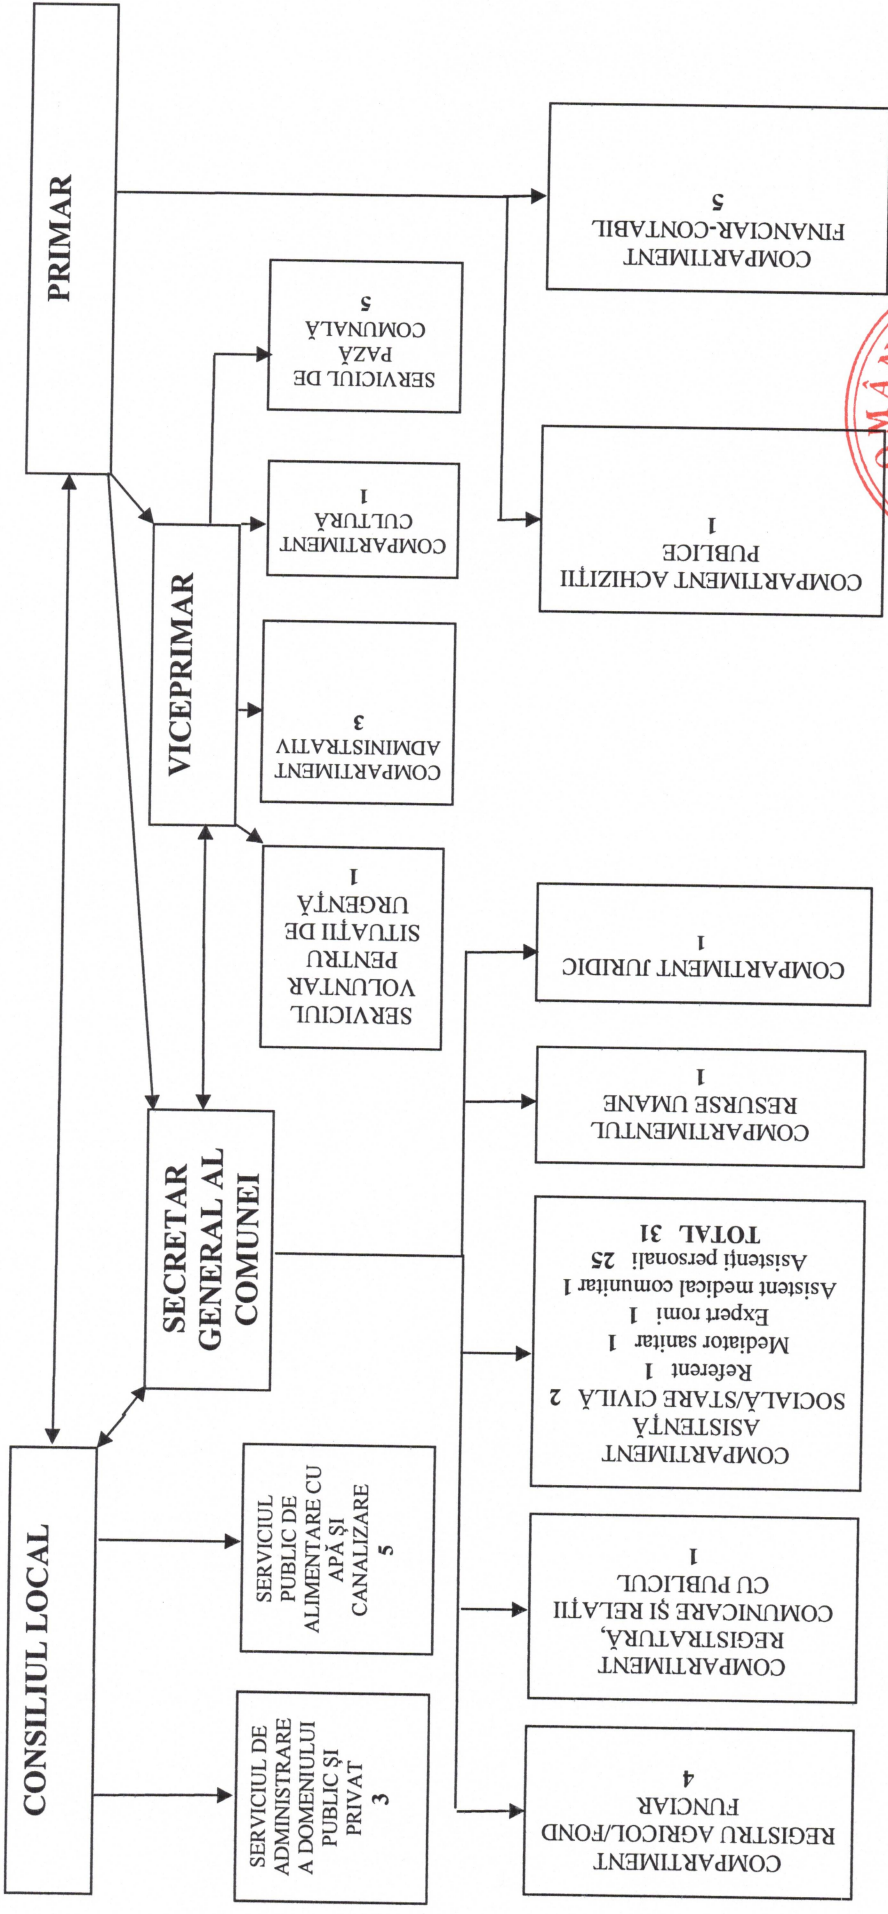 CONSILIUL LOCAL
PRIMAR
SECRETAR
GENERAL AL
COMUNEI
VICEPRIMAR
SERVICIUL DE
ADMINISTRARE
A DOMENIULUI
PUBLIC ȘI
PRIVAT
3
SERVICIUL
PUBLIC DE
ALIMENTARE CU
APĂ ȘI
CANALIZARE
5
SERVICIUL
VOLUNTAR
PENTRU
SITUAȚII DE
URGENȚĂ
1
COMPARTIMENT
ADMINISTRATIV
3
COMPARTIMENT
CULTURĂ
1
SERVICIUL DE
PAZĂ
COMUNALĂ
5
COMPARTIMENT
REGISTRU AGRICOL/FOND
FUNCIAR
4
COMPARTIMENT
REGISTRATURĂ,
COMUNICARE ȘI RELAȚII
CU PUBLICUL
1
COMPARTIMENT
ASISTENȚĂ
SOCIALĂ/STARE CIVILĂ 2
Referent 1
Mediator sanitar 1
Expert romi 1
Asistent medical comunitar 1
Asistenți personali 25
TOTAL 31
COMPARTIMENTUL
RESURSE UMANE
1
COMPARTIMENT JURIDIC
1
COMPARTIMENT ACHIZIȚII
PUBLICE
1
COMPARTIMENT
FINANCIAR-CONTABIL
5